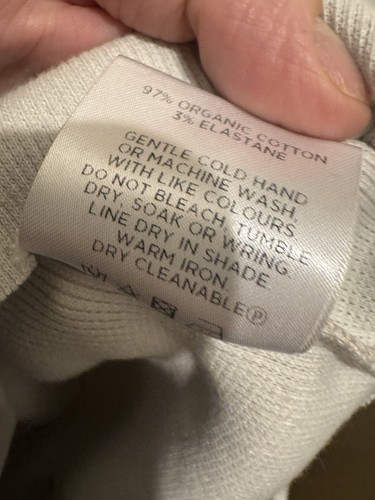 97% ORGANIC COTTON
3% ELASTANE
GENTLE COLD HAND
OR MACHINE WASH,
WITH LIKE COLOURS
DO NOT BLEACH, TUMBLE
DRY, SOAK OR WRING.
LINE DRY IN SHADE
WARM IRON.
DRY CLEANABLE Ⓟ